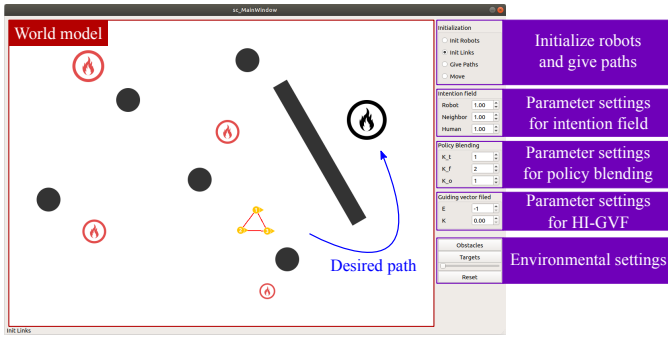 sc_MainWindow
World model
Desired path
Init Links
Initialization
Init Robots
Init Links
Give Paths
Move
Initialize robots
and give paths
Intention field
Robot 1.00
Neighbor 1.00
Human 1.00
Parameter settings
for intention field
Policy Blending
K_t 1
K_f 2
K_o 1
Parameter settings
for policy blending
Guiding vector filed
E -1
K 0.00
Parameter settings
for HI-GVF
Obstacles
Targets
Reset
Environmental settings